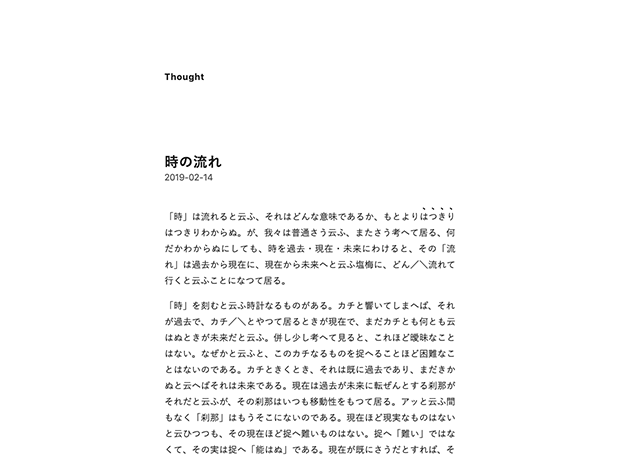 Thought
時の流れ
2019-02-14
「時」は流れると云ふ、それはどんな意味であるか、もとよりはつきり
はつきりわからぬ。が、我々は普通さう云ふ、またさう考へて居る、何
だかわからぬにしても、時を過去・現在・未来にわけると、その「流
れ」は過去から現在に、現在から未来へと云ふ塩梅に、どん／＼流れて
行くと云ふことになつて居る。
「時」を刻むと云ふ時計なるものがある。カチと響いてしまへば、それ
が過去で、カチ／＼とやつて居るときが現在で、まだカチとも何とも云
はぬときが未来だと云ふ。併し少し考へて見ると、これほど曖昧なこと
はない。なぜかと云ふと、このカチなるものを捉へることほど困難なこ
とはないのである。カチときくとき、それは既に過去であり、まだきか
ぬと云へばそれは未来である。現在は過去が未来に転ぜんとする刹那が
それだと云ふが、その刹那はいつも移動性をもつて居る。アッと云ふ間
もなく「刹那」はもうそこにないのである。現在ほど現実なものはない
と云ひつつも、その現在ほど捉へ難いものはない。捉へ「難い」ではな
くて、その実は捉へ「能はぬ」である。現在が既にさうだとすれば、そ